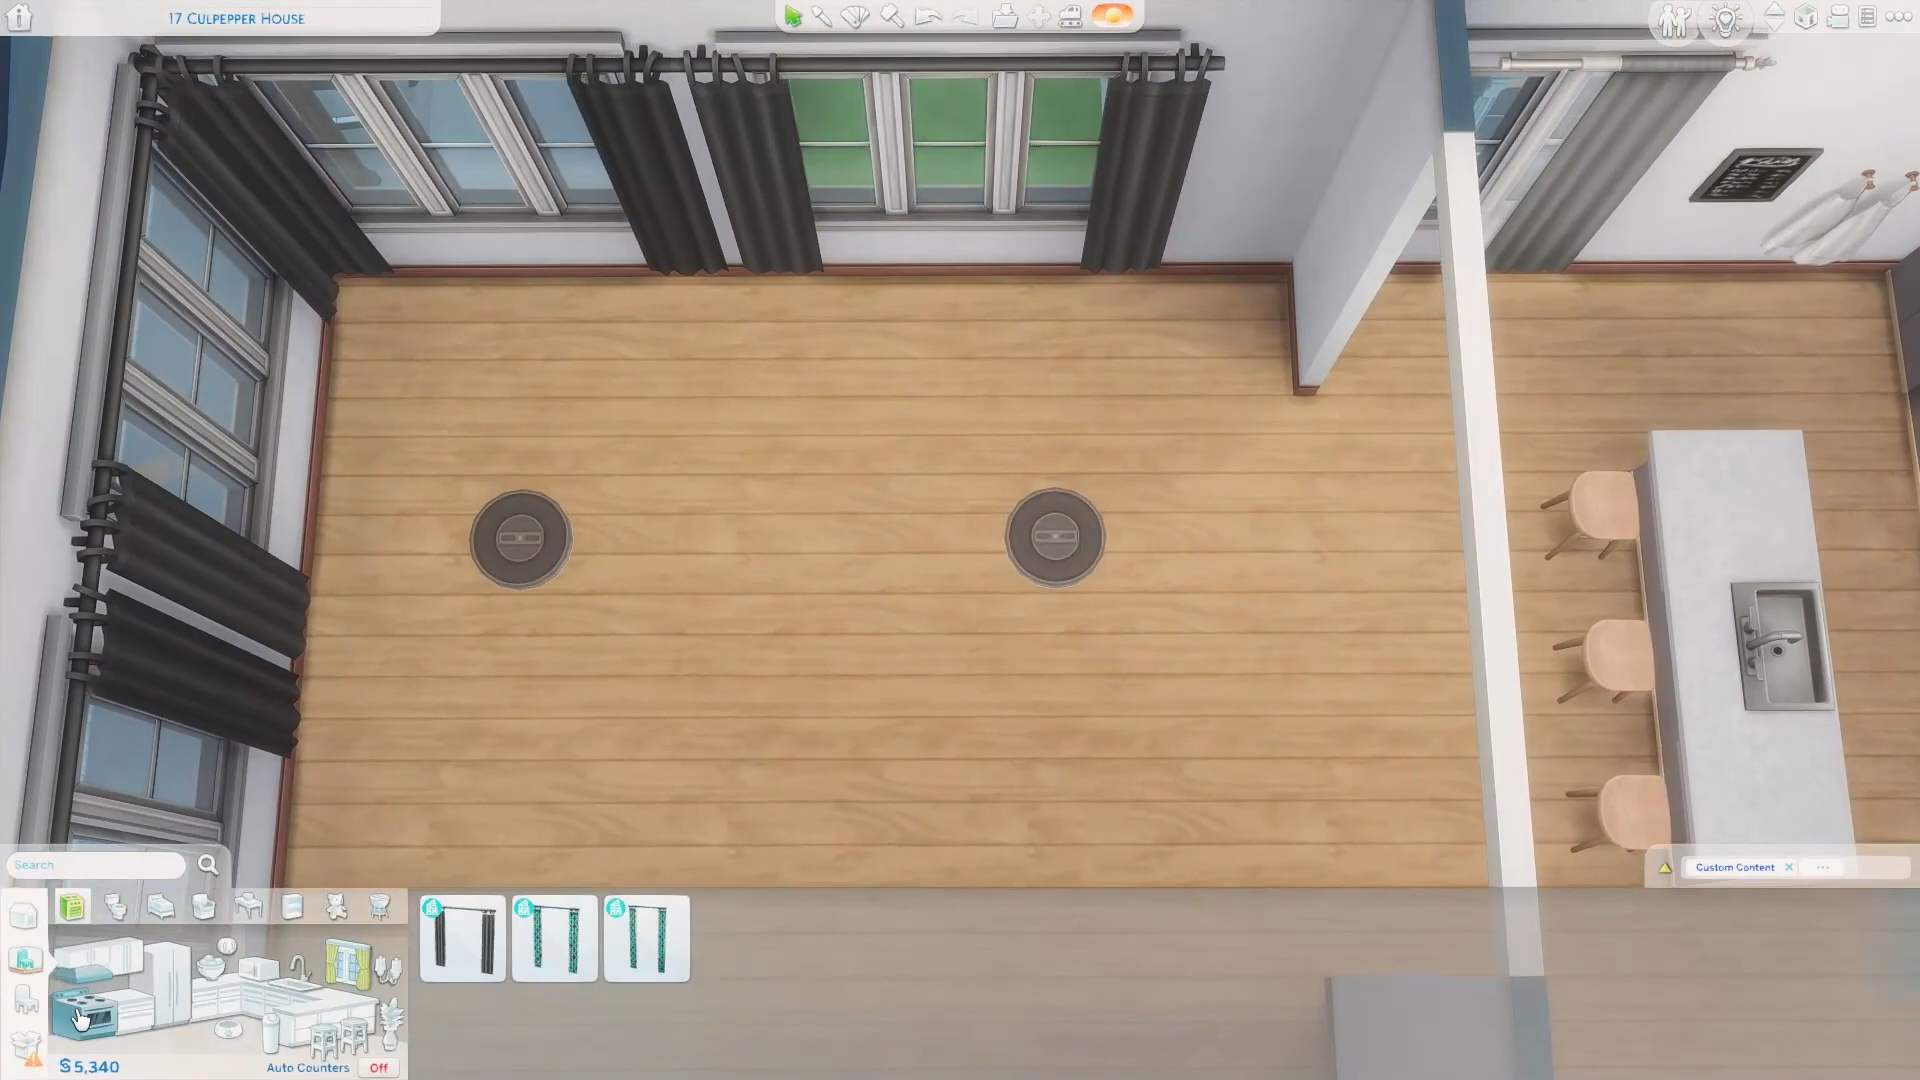 17 Culpepper House
Search
Custom Content
$5,340
Auto Counters
Off